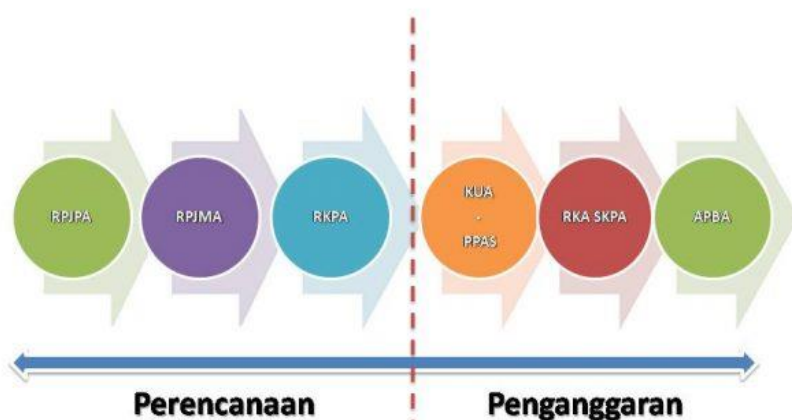 RPJPA
RPJMA
RKPA
KUA
-
PPAS
RKA SKPA
APBA
Perencanaan
Penganggaran